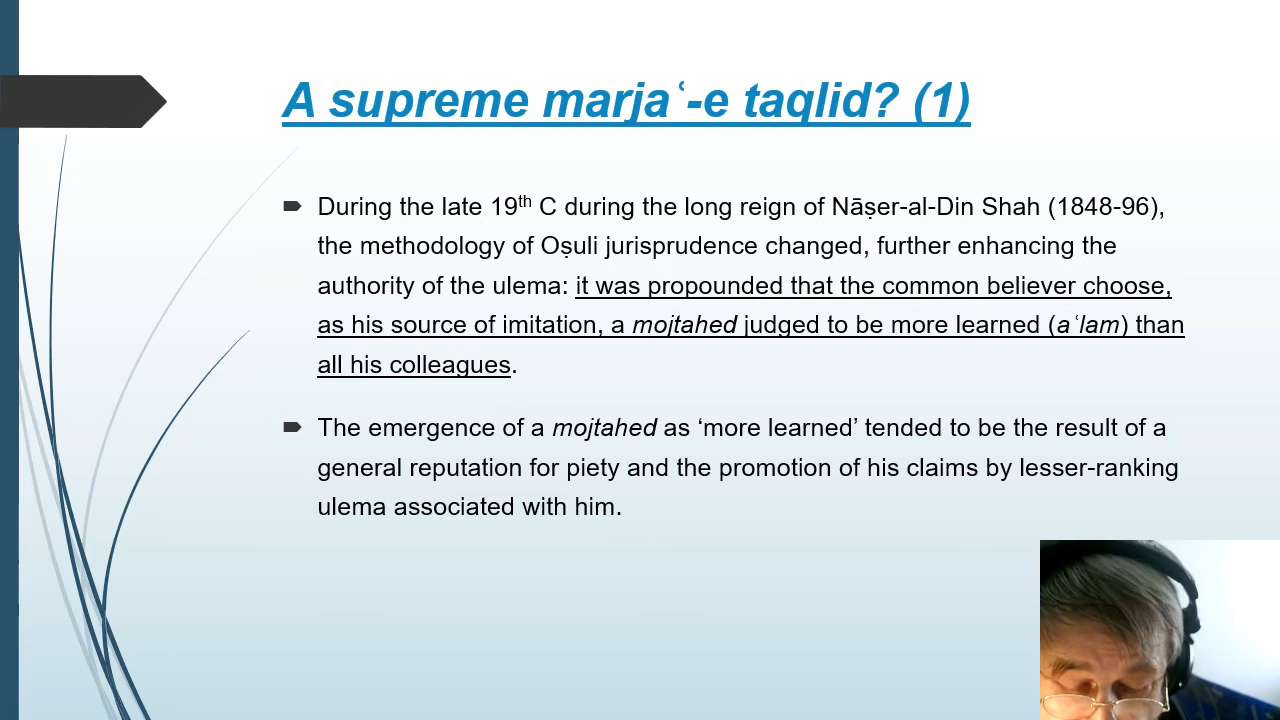 A supreme marjaʿ-e taqlid? (1)
During the late 19th C during the long reign of Nāṣer-al-Din Shah (1848-96),
the methodology of Oṣuli jurisprudence changed, further enhancing the
authority of the ulema: it was propounded that the common believer choose,
as his source of imitation, a mojtahed judged to be more learned (aʿlam) than
all his colleagues.
The emergence of a mojtahed as ‘more learned’ tended to be the result of a
general reputation for piety and the promotion of his claims by lesser-ranking
ulema associated with him.